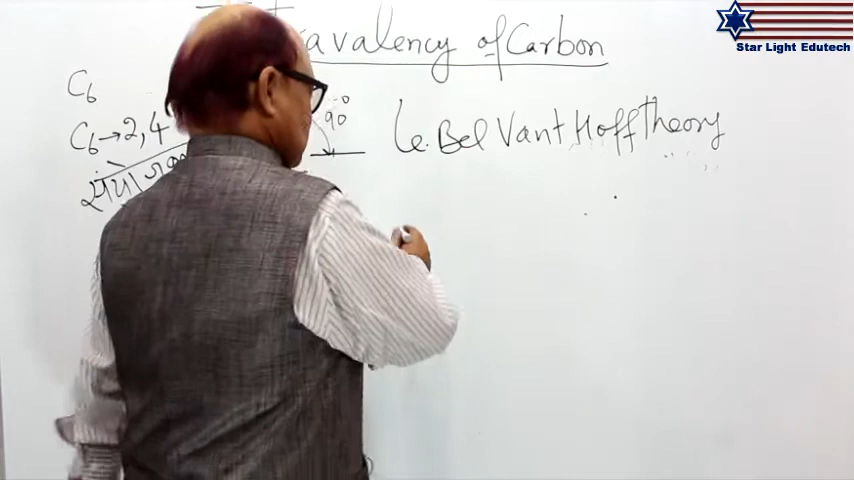 avalency of Carbon
Star Light Edutech
C6
C6→2,4
90
Le. Bel Vant Hoff theory